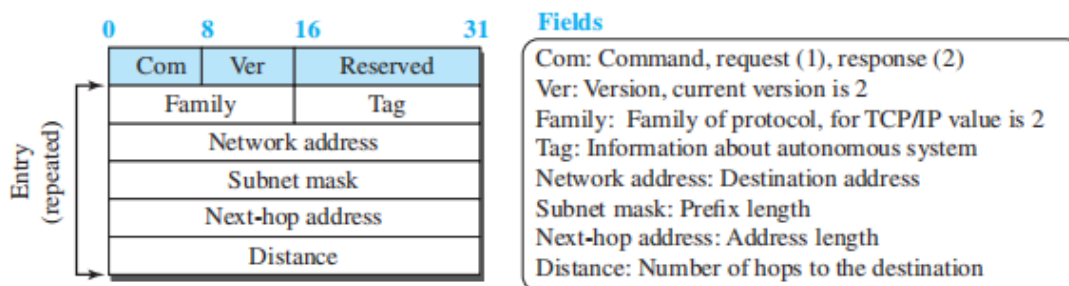 0 8 16 31
Com Ver Reserved
Family Tag
Network address
Subnet mask
Next-hop address
Distance
Entry
(repeated)
Fields
Com: Command, request (1), response (2)
Ver: Version, current version is 2
Family: Family of protocol, for TCP/IP value is 2
Tag: Information about autonomous system
Network address: Destination address
Subnet mask: Prefix length
Next-hop address: Address length
Distance: Number of hops to the destination